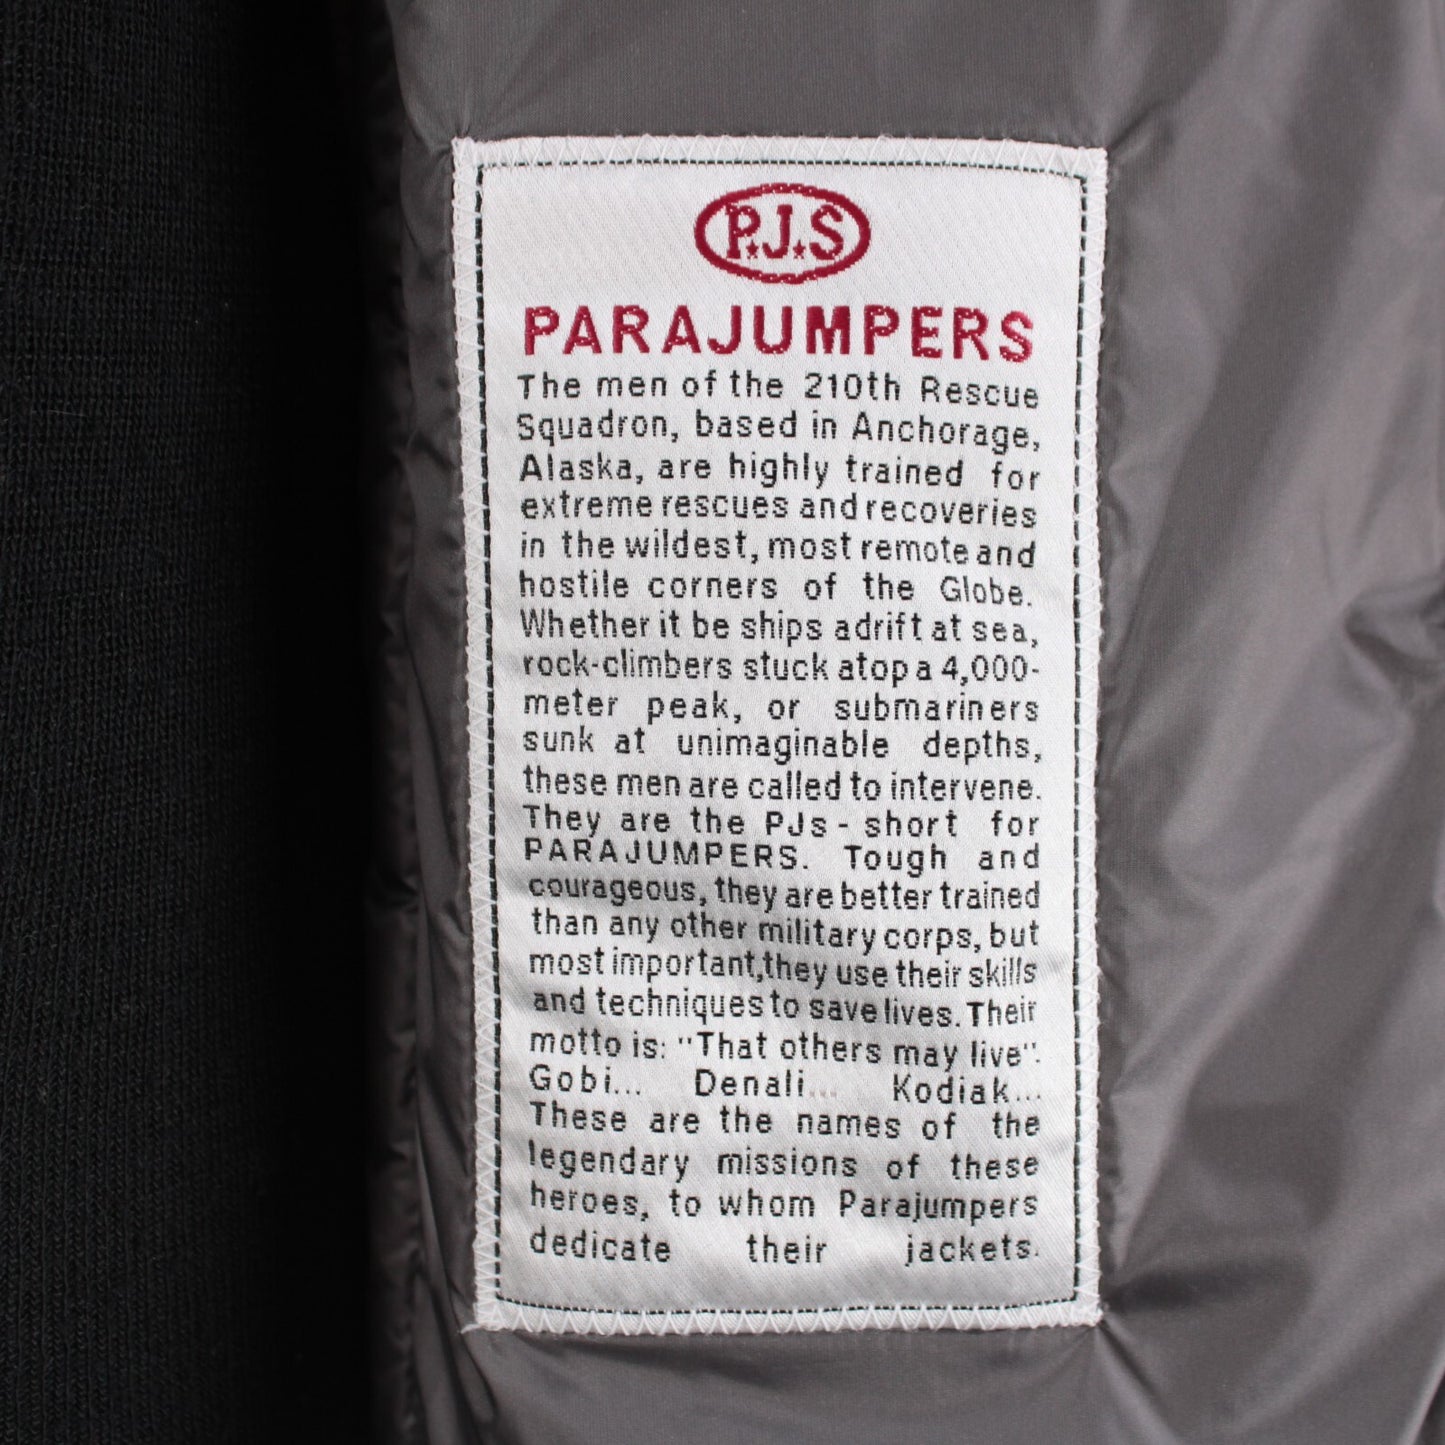 P.J.S
PARAJUMPERS
The men of the 210th Rescue
Squadron, based in Anchorage,
Alaska, are highly trained for
extreme rescues and recoveries
in the wildest, most remote and
hostile corners of the Globe.
Whether it be ships adrift at sea,
rock-climbers stuck atop a 4,000-
meter peak, or submariners
sunk at unimaginable depths,
these men are called to intervene.
They are the PJs - short for
PARAJUMPERS. Tough and
courageous, they are better trained
than any other military corps, but
most important,they use their skills
and techniques to save lives. Their
motto is: "That others may live".
Gobi... Denali... Kodiak...
These are the names of the
legendary missions of these
heroes, to whom Parajumpers
dedicate their jackets.